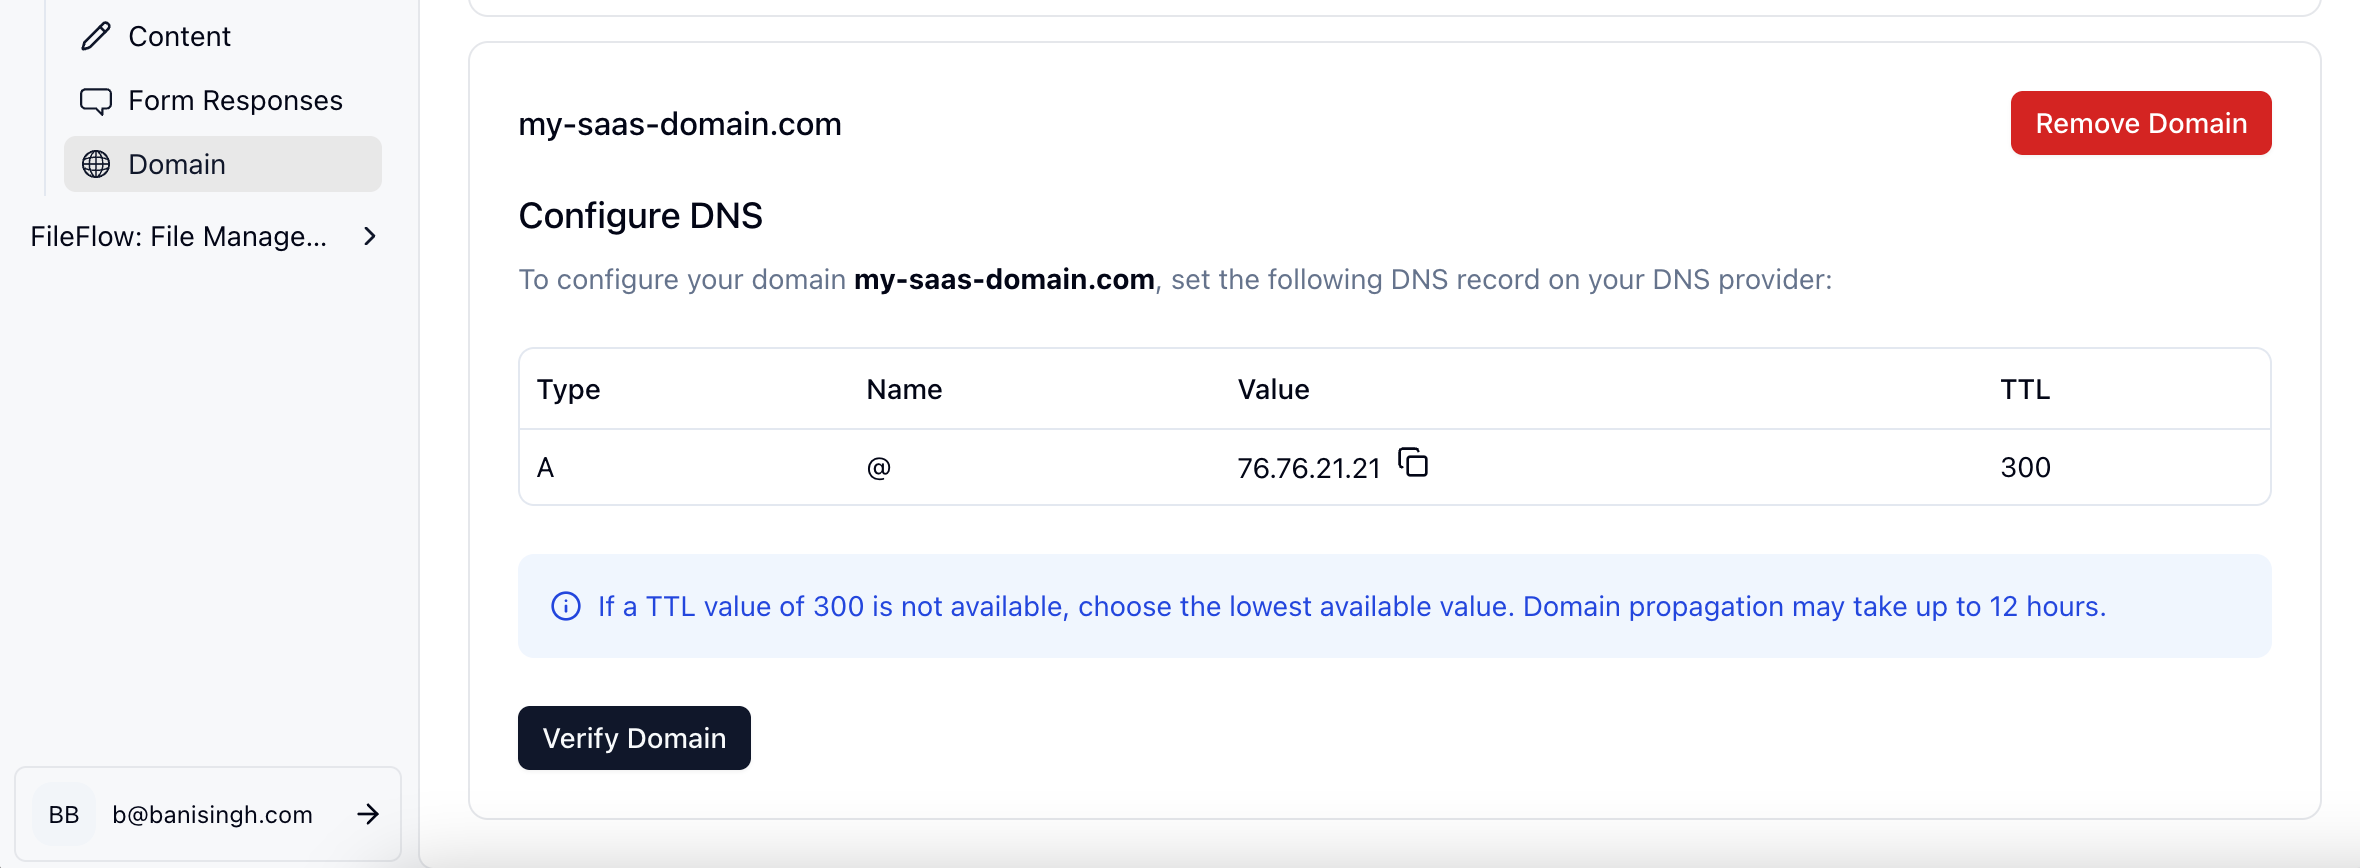 Content
Form Responses
Domain
FileFlow: File Manage...
BB b@banisingh.com
my-saas-domain.com
Remove Domain
Configure DNS
To configure your domain my-saas-domain.com, set the following DNS record on your DNS provider:
Type Name Value TTL
A @ 76.76.21.21 300
If a TTL value of 300 is not available, choose the lowest available value. Domain propagation may take up to 12 hours.
Verify Domain